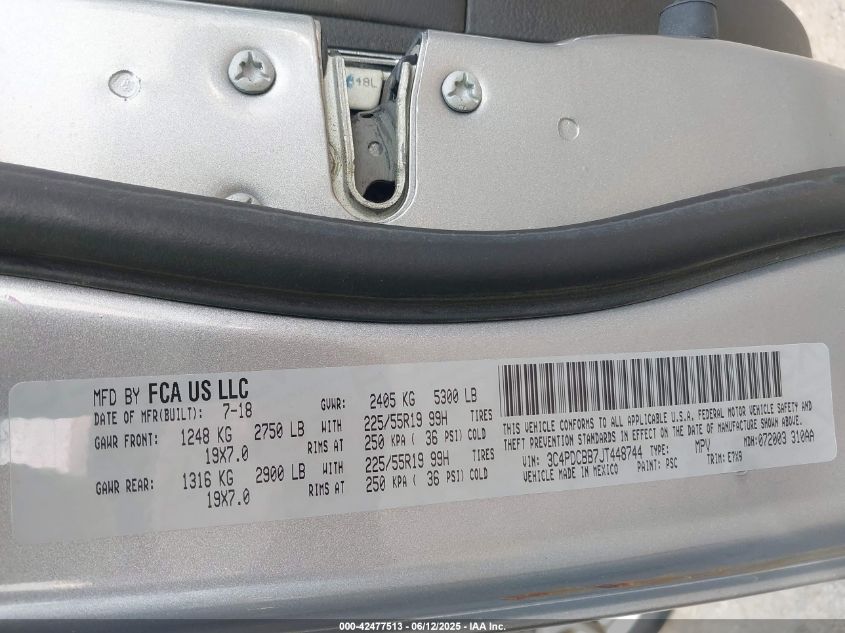 48L
MFD BY FCA US LLC
DATE OF MFR(BUILT): 7-18
GVWR: 2405 KG 5300 LB
GAWR FRONT: 1248 KG 2750 LB WITH 225/55R19 99H TIRES
19X7.0 RIMS AT 250 KPA ( 36 PSI) COLD
GAWR REAR: 1316 KG 2900 LB WITH 225/55R19 99H TIRES
19X7.0 RIMS AT 250 KPA ( 36 PSI) COLD
THIS VEHICLE CONFORMS TO ALL APPLICABLE U.S.A. FEDERAL MOTOR VEHICLE SAFETY AND
THEFT PREVENTION STANDARDS IN EFFECT ON THE DATE OF MANUFACTURE SHOWN ABOVE.
VIN: 3C4PDCBB7JT448744 TYPE: MPV MDH: 072003 310AA
VEHICLE MADE IN MEXICO PAINT: PSC TRIM: E7X9
000-42477513 - 06/12/2025 - IAA Inc.